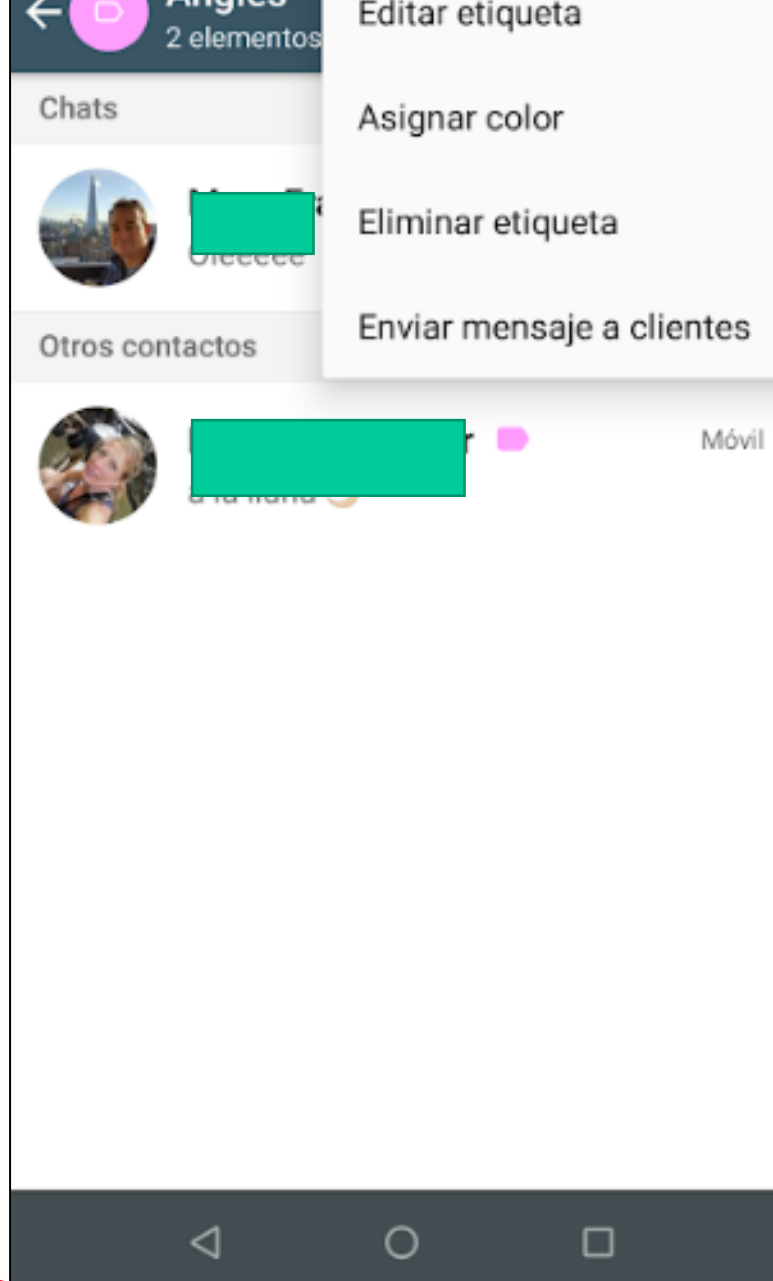 2 elementos
Editar etiqueta
Asignar color
Eliminar etiqueta
Enviar mensaje a clientes
Chats
Otros contactos
Móvil